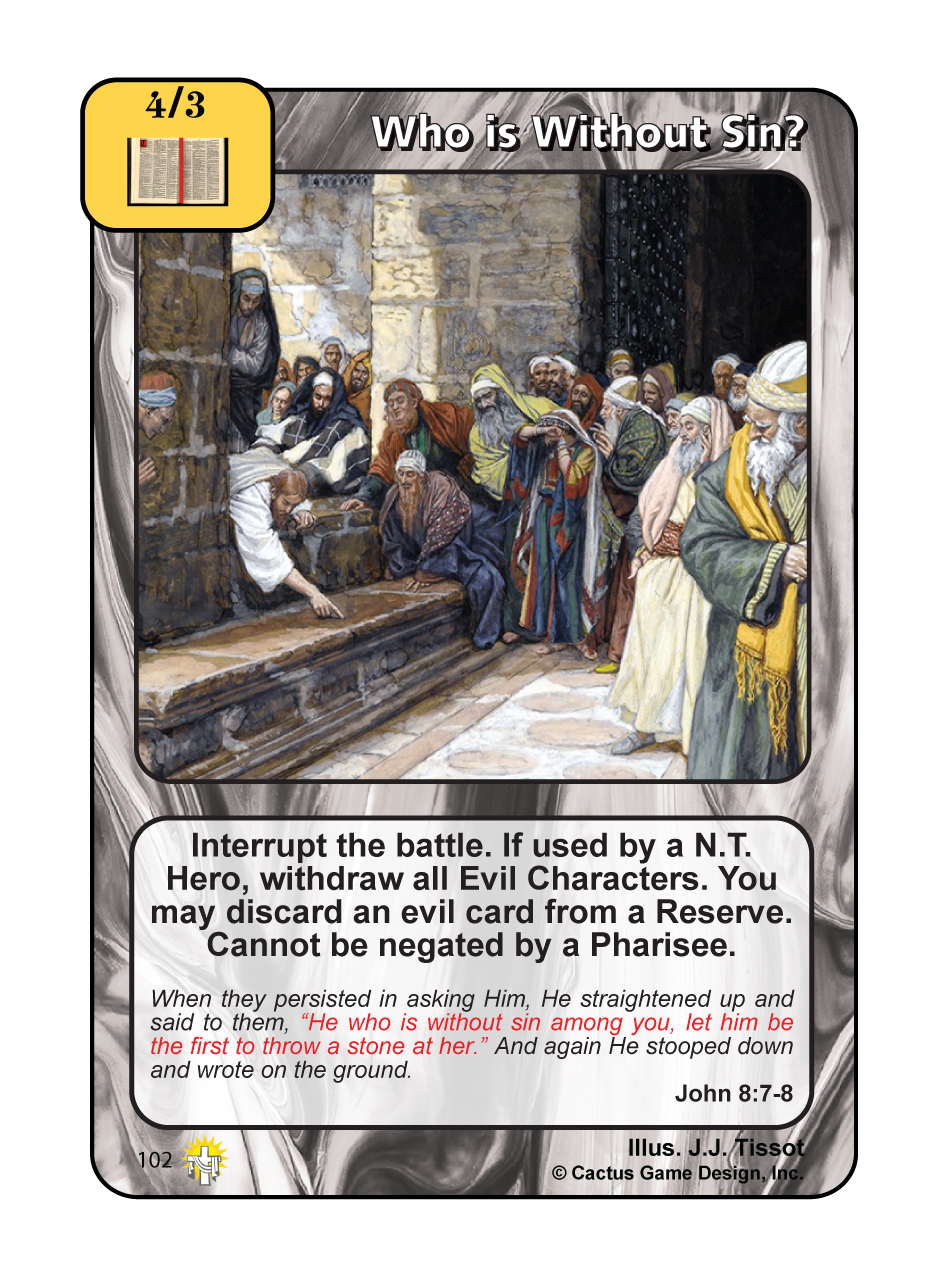 4/3
Who is Without Sin?
Interrupt the battle. If used by a N.T.
Hero, withdraw all Evil Characters. You
may discard an evil card from a Reserve.
Cannot be negated by a Pharisee.
When they persisted in asking Him, He straightened up and
said to them, “He who is without sin among you, let him be
the first to throw a stone at her.” And again He stooped down
and wrote on the ground.
John 8:7-8
102
Illus. J.J. Tissot
© Cactus Game Design, Inc.